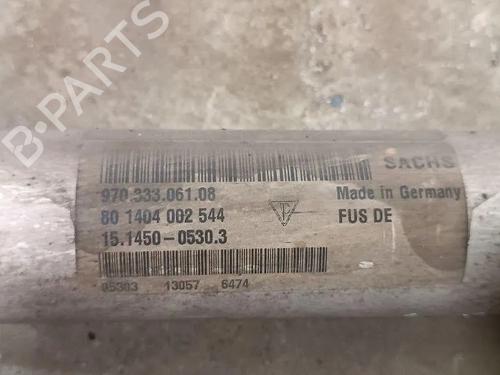 B-PARTS
SACHS
970.333.061.08
Made in Germany
80 1404 002 544
FUS DE
15.1450-0530.3
05303 13057 6474